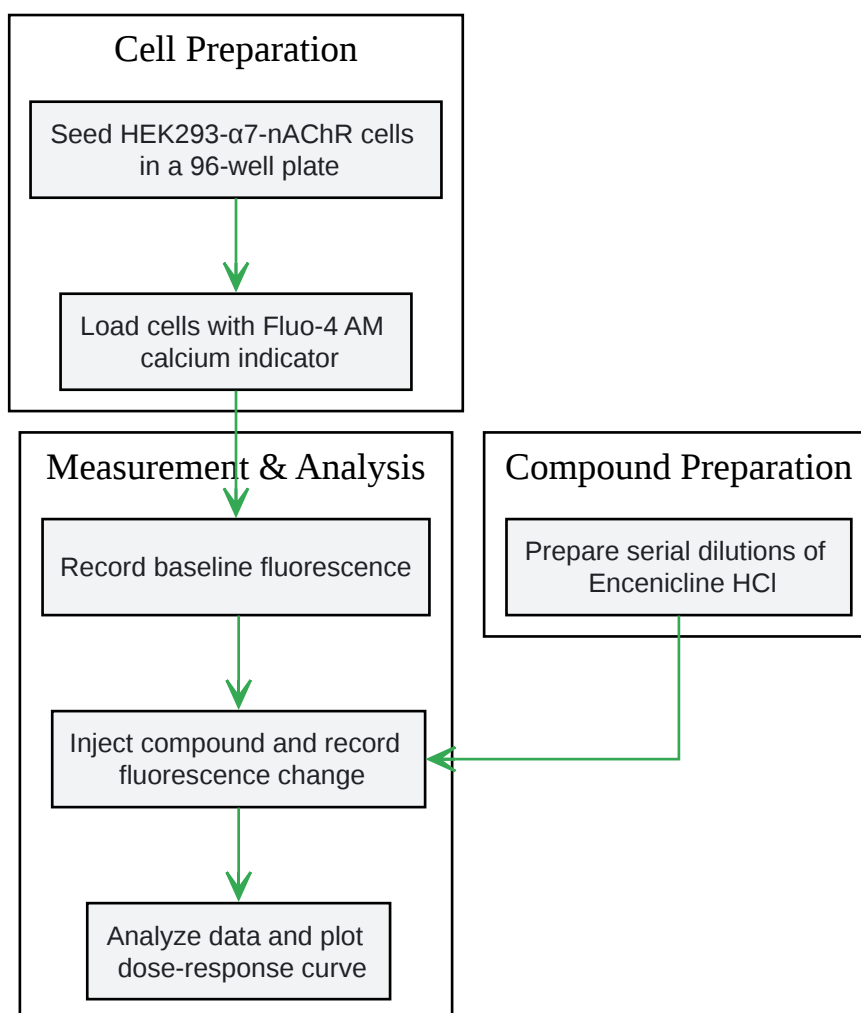 Cell Preparation
Seed HEK293-α7-nAChR cells
in a 96-well plate
Load cells with Fluo-4 AM
calcium indicator
Measurement & Analysis
Record baseline fluorescence
Inject compound and record
fluorescence change
Analyze data and plot
dose-response curve
Compound Preparation
Prepare serial dilutions of
Encenicline HCl